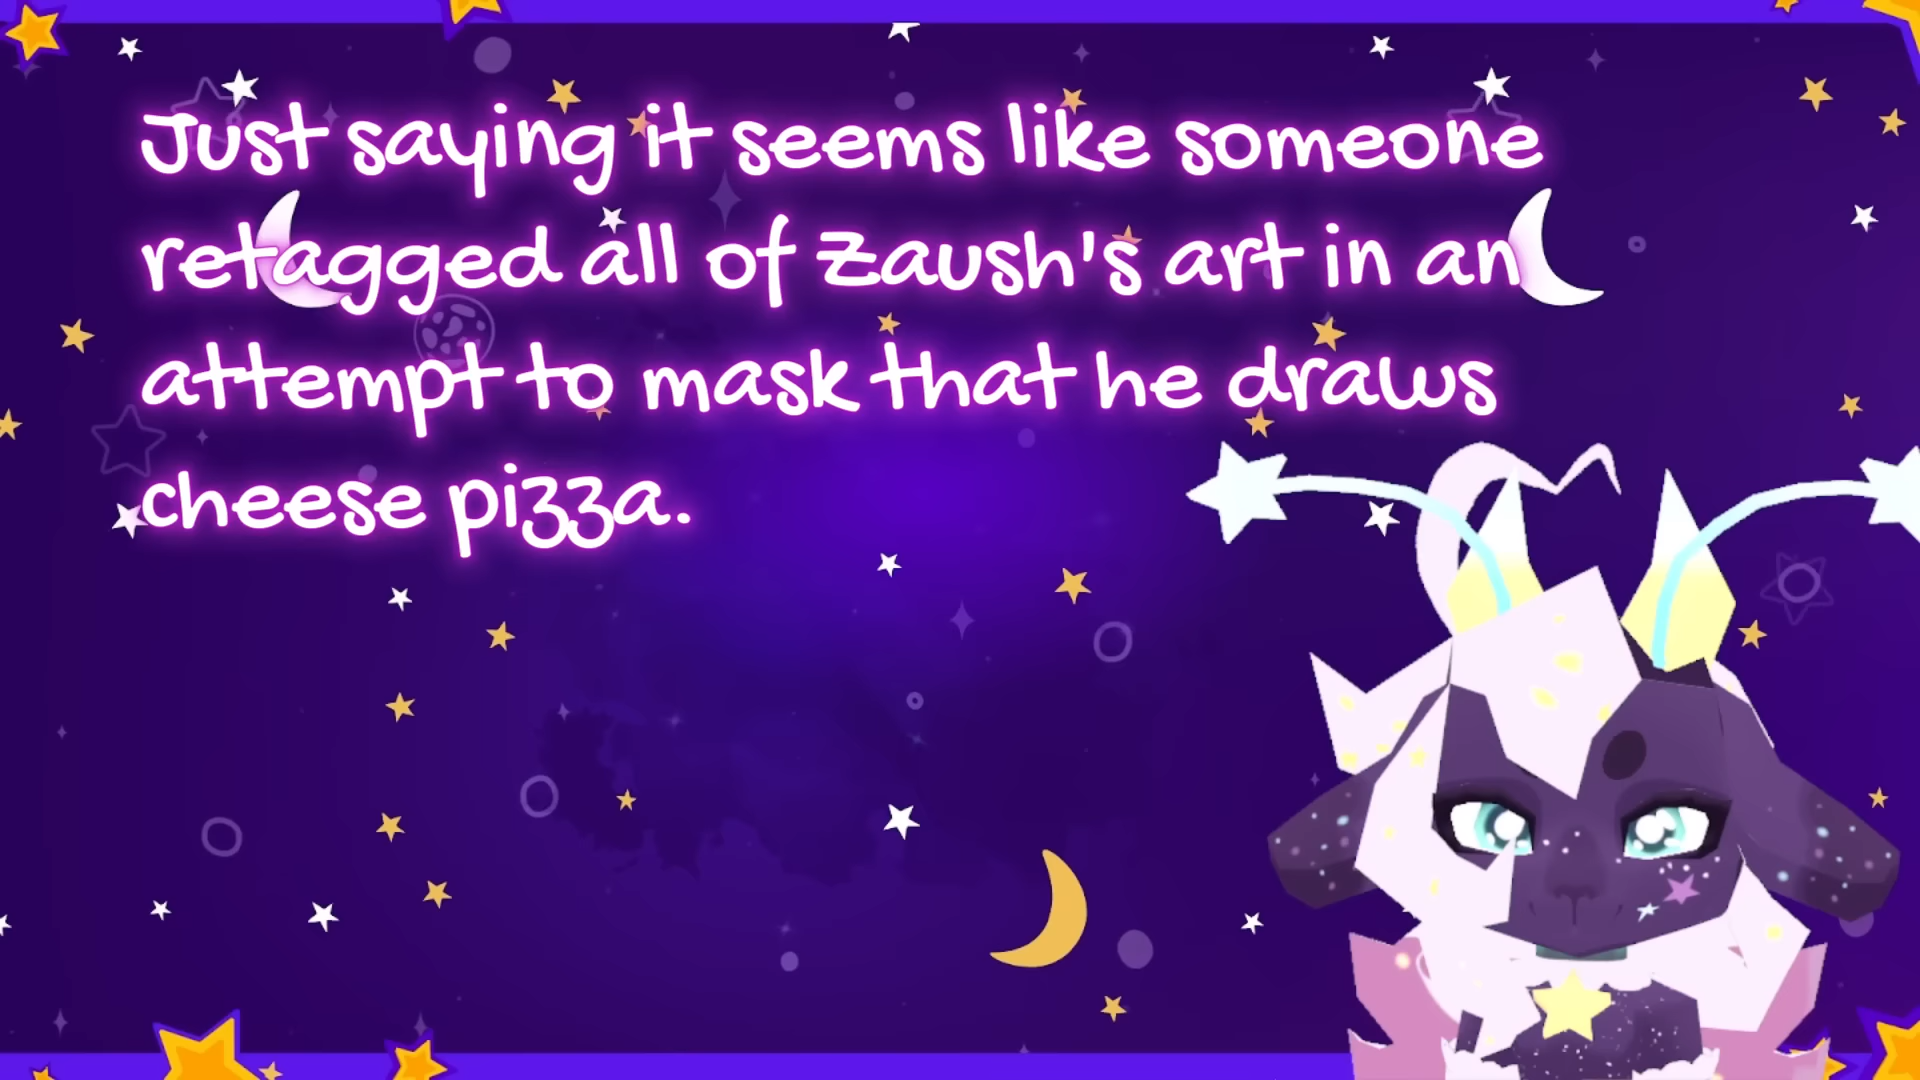 Just saying it seems like someone
retagged all of Zaush's art in an
attempt to mask that he draws
cheese pizza.